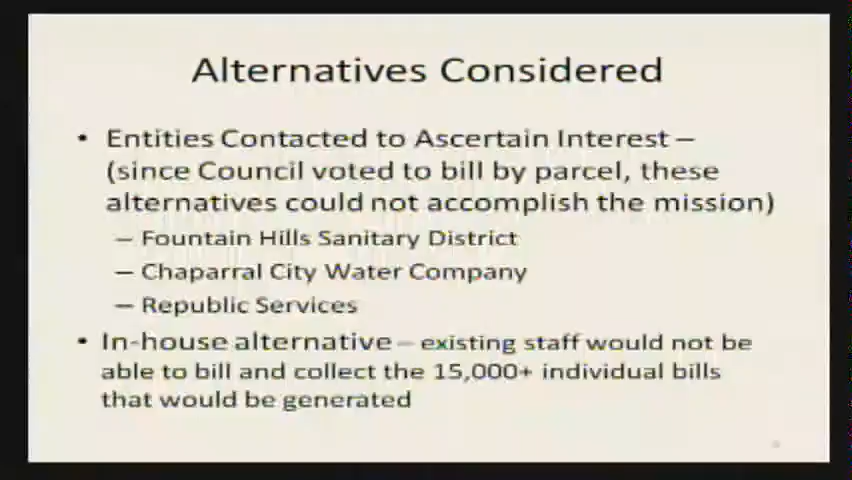 Alternatives Considered
• Entities Contacted to Ascertain Interest –
(since Council voted to bill by parcel, these
alternatives could not accomplish the mission)
– Fountain Hills Sanitary District
– Chaparral City Water Company
– Republic Services
• In-house alternative – existing staff would not be
able to bill and collect the 15,000+ individual bills
that would be generated